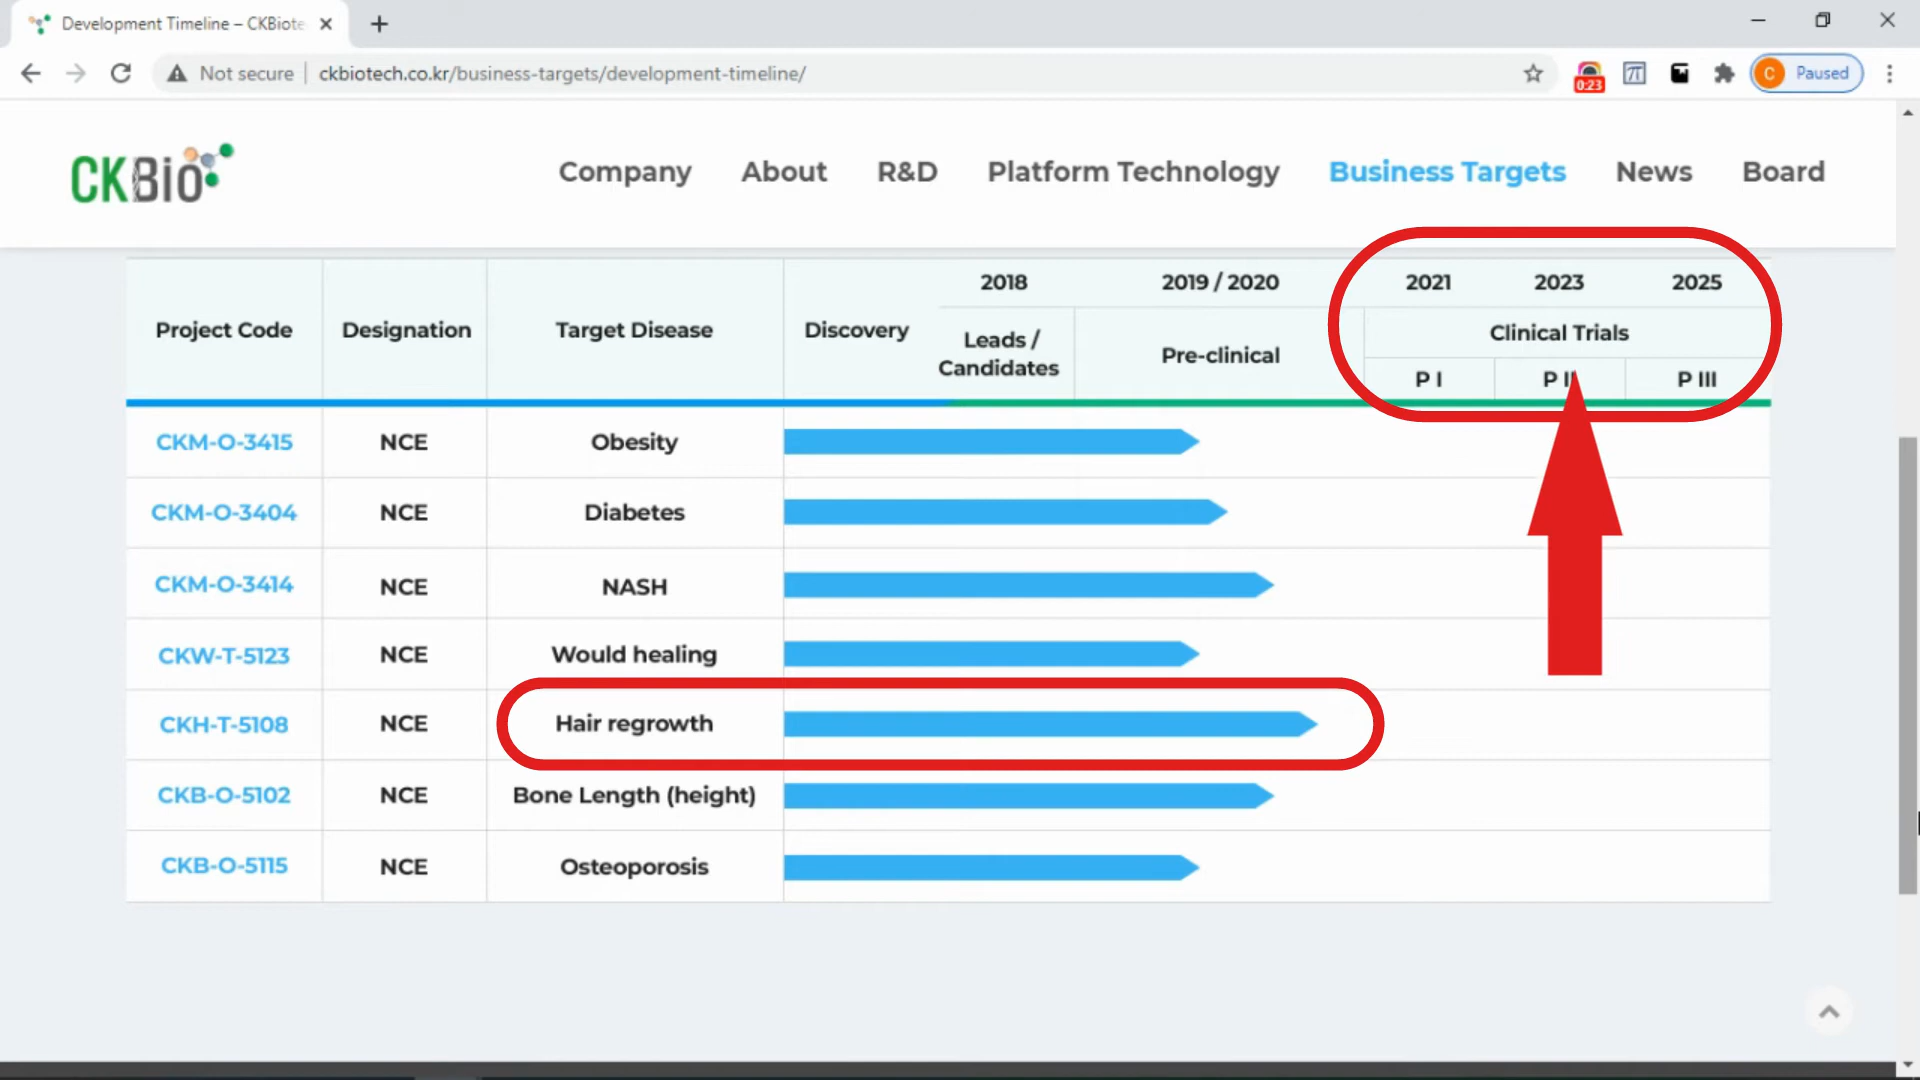 Development Timeline – CKBiote
Not secure
ckbiotech.co.kr/business-targets/development-timeline/
0:23
C
Paused
CKBio
Company
About
R&D
Platform Technology
Business Targets
News
Board
Project Code
Designation
Target Disease
Discovery
2018
2019 / 2020
2021
2023
2025
Leads /
Candidates
Pre-clinical
Clinical Trials
P I
P II
P III
CKM-O-3415 NCE Obesity
CKM-O-3404 NCE Diabetes
CKM-O-3414 NCE NASH
CKW-T-5123 NCE Would healing
CKH-T-5108 NCE Hair regrowth
CKB-O-5102 NCE Bone Length (height)
CKB-O-5115 NCE Osteoporosis